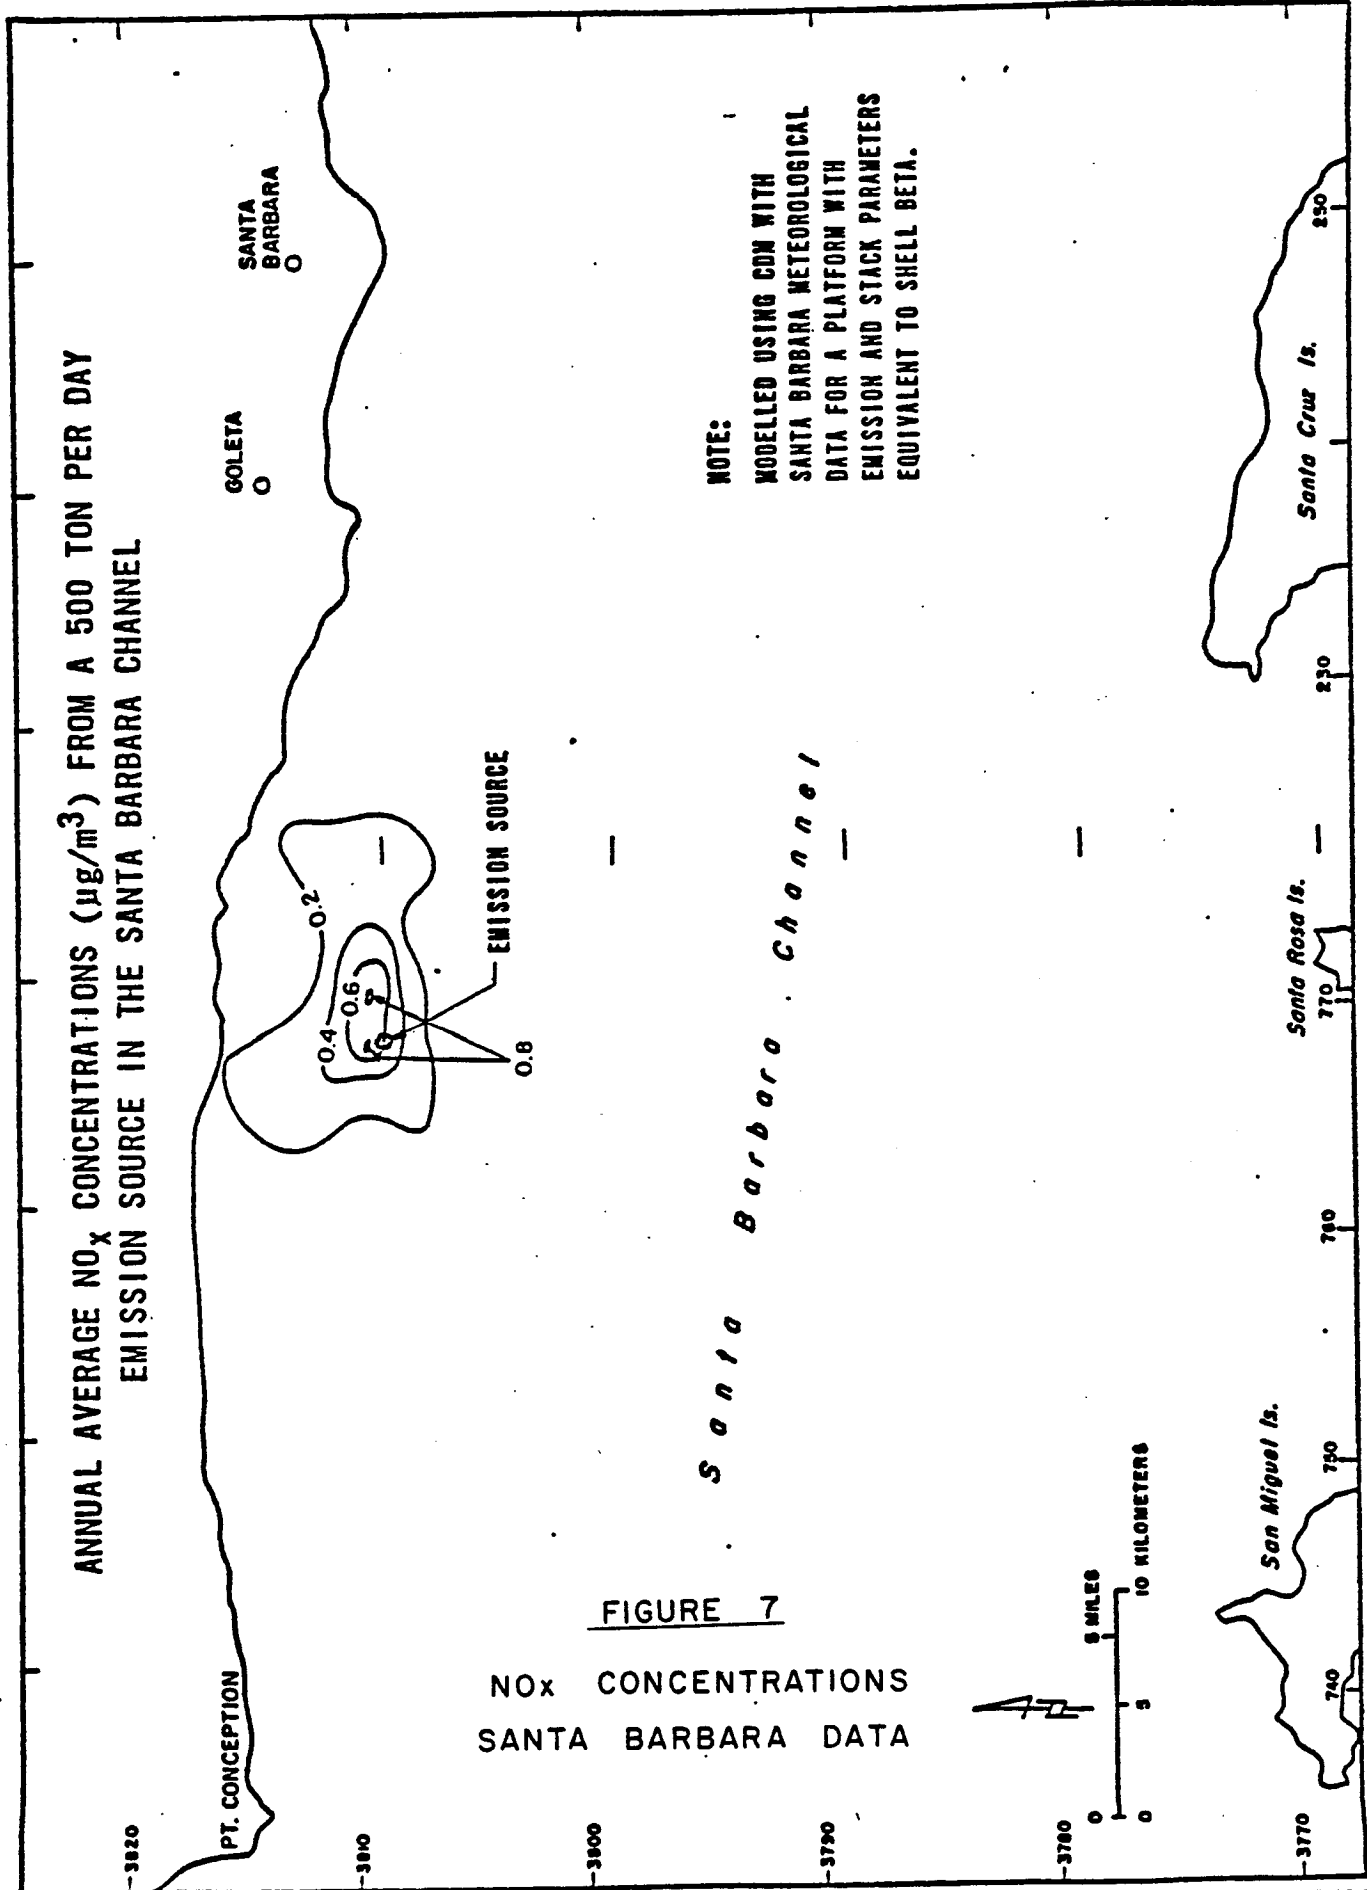 ANNUAL AVERAGE NOx CONCENTRATIONS (µg/m³) FROM A 500 TON PER DAY
EMISSION SOURCE IN THE SANTA BARBARA CHANNEL
PT. CONCEPTION
GOLETA
SANTA
BARBARA
0.2
0.4
0.6
0.8
EMISSION SOURCE
NOTE:
MODELLED USING CDM WITH
SANTA BARBARA METEOROLOGICAL
DATA FOR A PLATFORM WITH
EMISSION AND STACK PARAMETERS
EQUIVALENT TO SHELL BETA.
Santa Barbara Channel
FIGURE 7
NOx CONCENTRATIONS
SANTA BARBARA DATA
0 5 MILES
0 5 10 KILOMETERS
San Miguel Is.
Santa Rosa Is.
Santa Cruz Is.
3820
3810
3800
3790
3780
3770
740 750 760 770 230 250